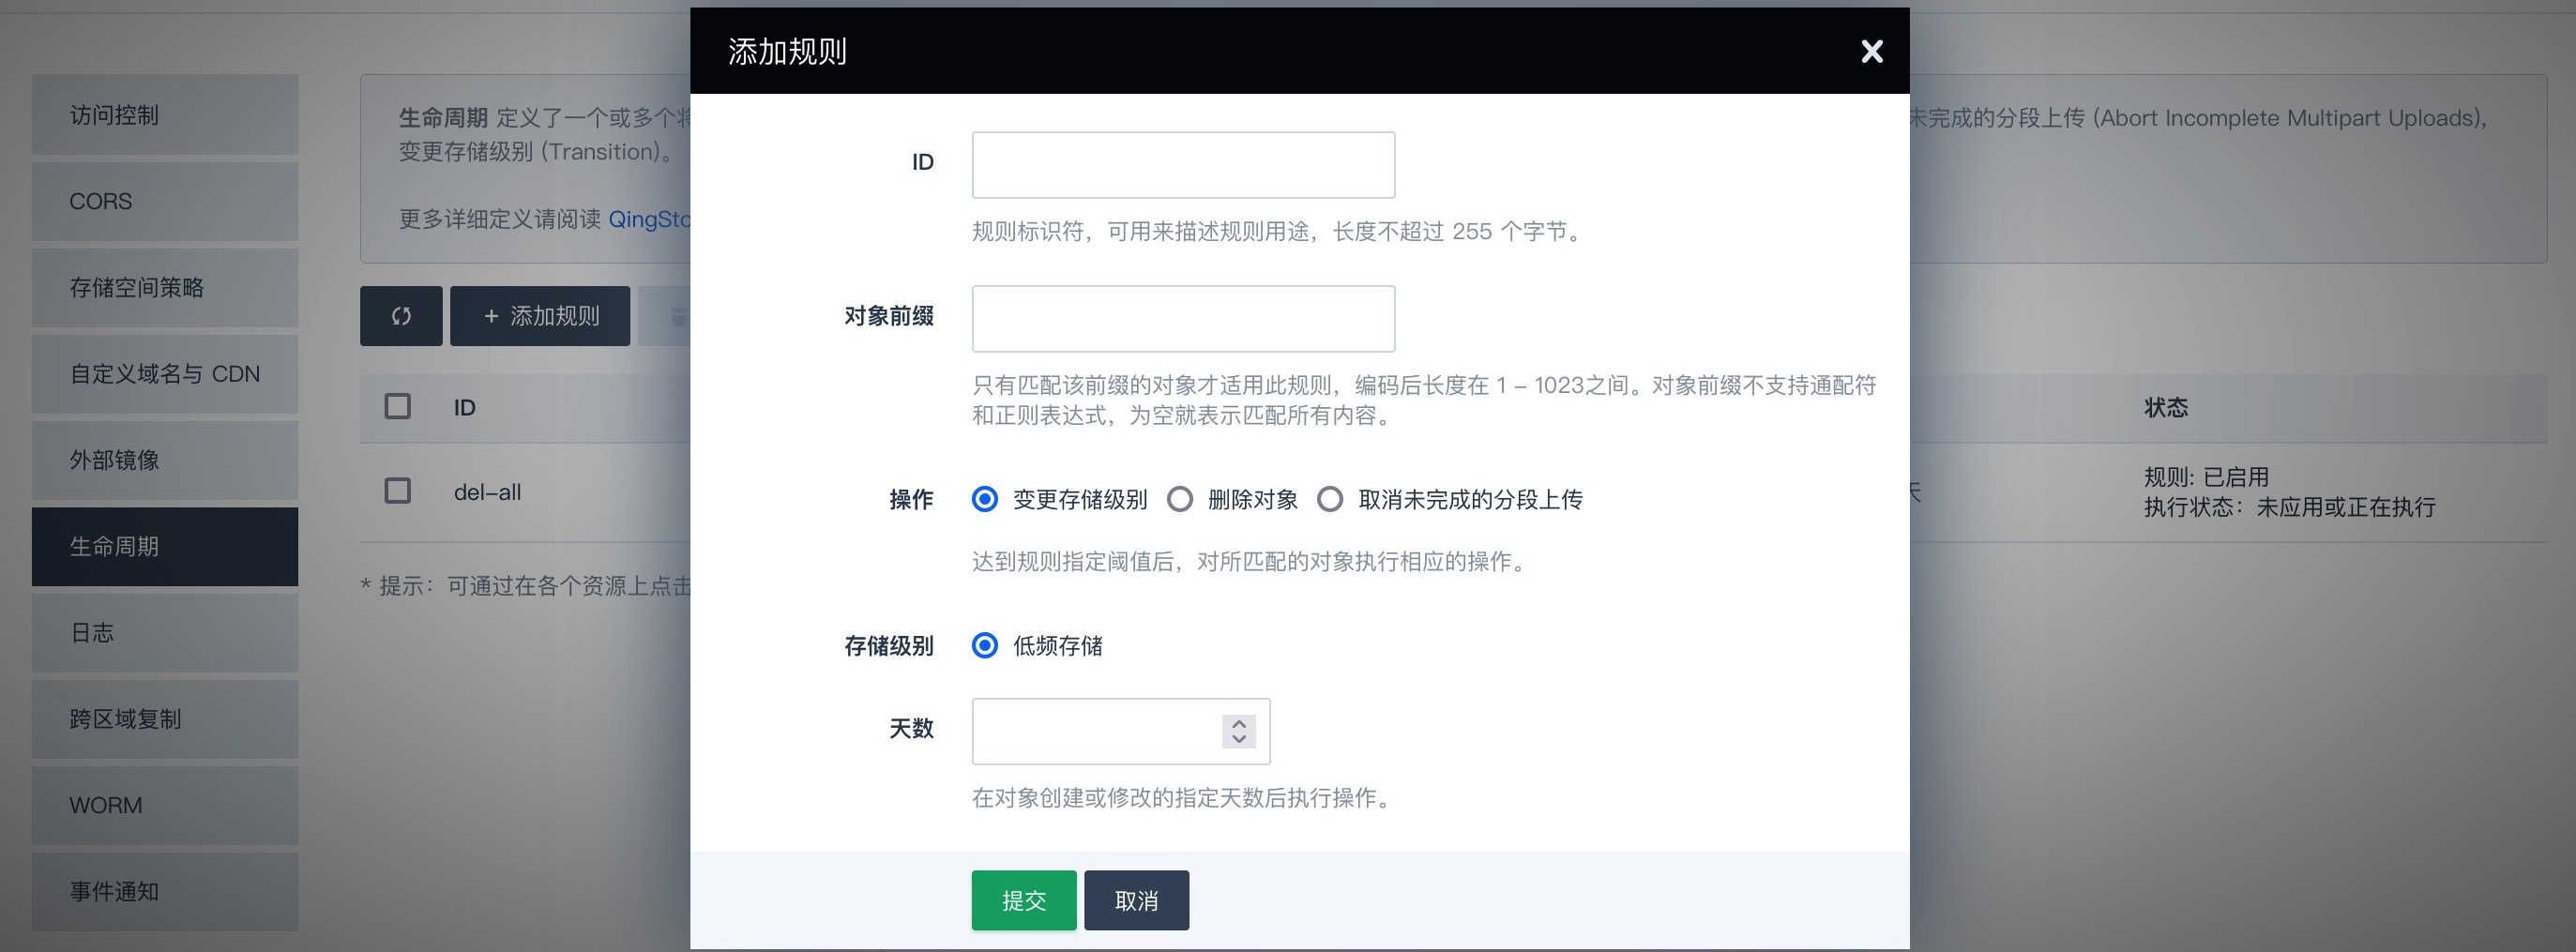 添加规则
访问控制
CORS
存储空间策略
自定义域名与 CDN
外部镜像
生命周期
日志
跨区域复制
WORM
事件通知
生命周期 定义了一个或多个将
未完成的分段上传 (Abort Incomplete Multipart Uploads),
变更存储级别 (Transition)。
更多详细定义请阅读 QingSto
+ 添加规则
ID
状态
del-all
天
规则: 已启用
执行状态：未应用或正在执行
* 提示：可通过在各个资源上点击
ID
规则标识符，可用来描述规则用途，长度不超过 255 个字节。
对象前缀
只有匹配该前缀的对象才适用此规则，编码后长度在 1 – 1023之间。对象前缀不支持通配符
和正则表达式，为空就表示匹配所有内容。
操作 变更存储级别 删除对象 取消未完成的分段上传
达到规则指定阈值后，对所匹配的对象执行相应的操作。
存储级别 低频存储
天数
在对象创建或修改的指定天数后执行操作。
提交 取消